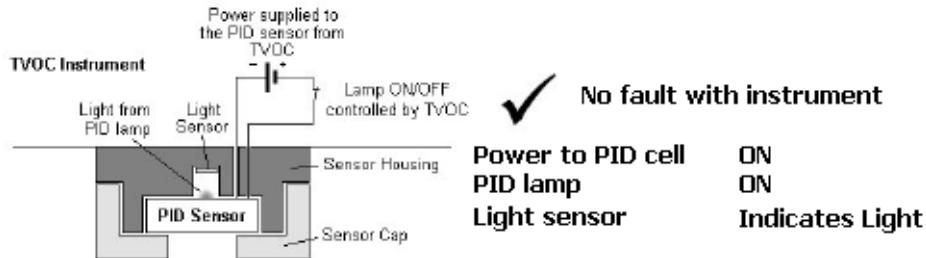 Power supplied to
the PID sensor from
TVOC
- +
TVOC Instrument
Lamp ON/OFF
controlled by TVOC
Light from
PID lamp
Light
Sensor
Sensor Housing
PID Sensor
Sensor Cap
No fault with instrument
Power to PID cell ON
PID lamp ON
Light sensor Indicates Light